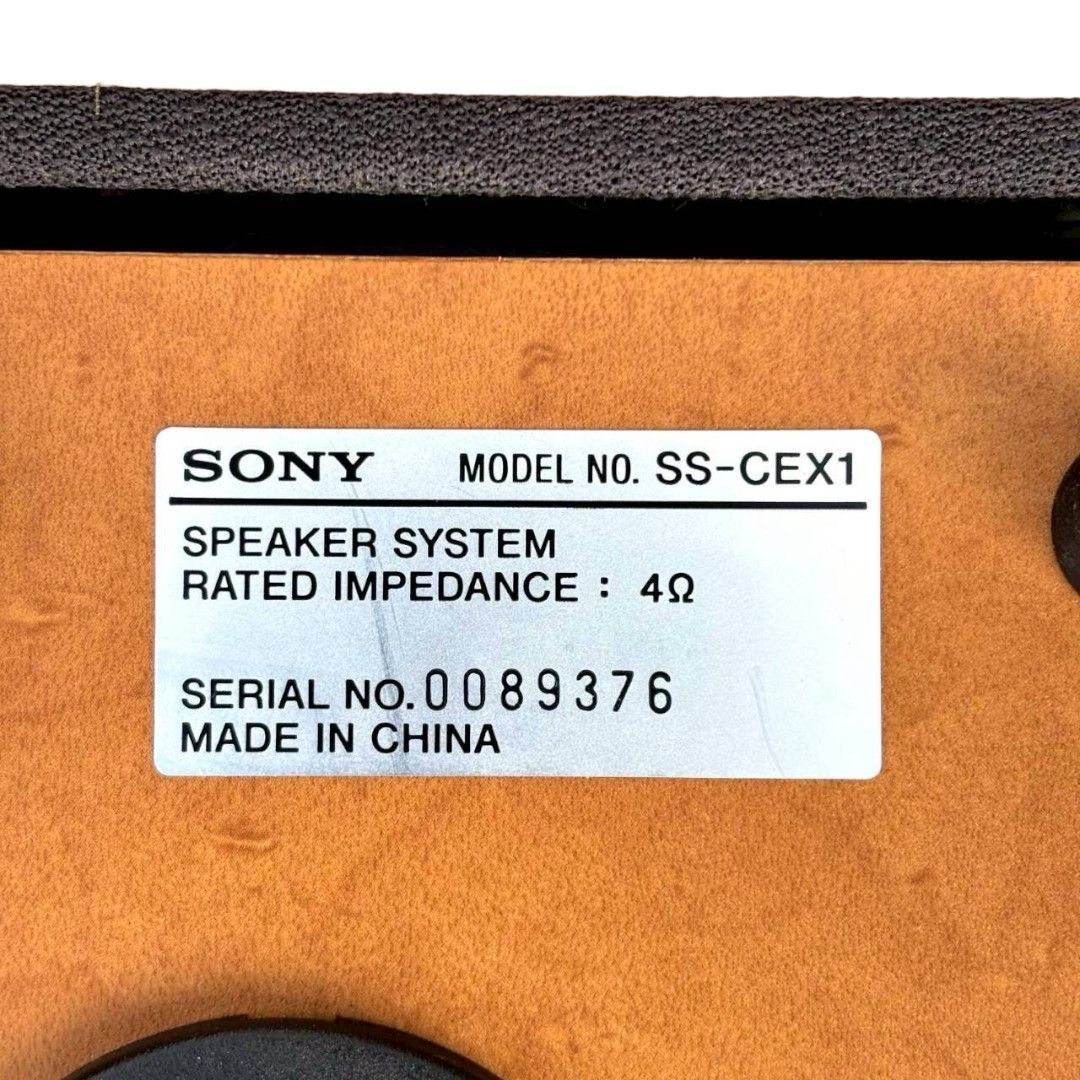 SONY MODEL NO. SS-CEX1
SPEAKER SYSTEM
RATED IMPEDANCE : 4Ω
SERIAL NO. 0089376
MADE IN CHINA